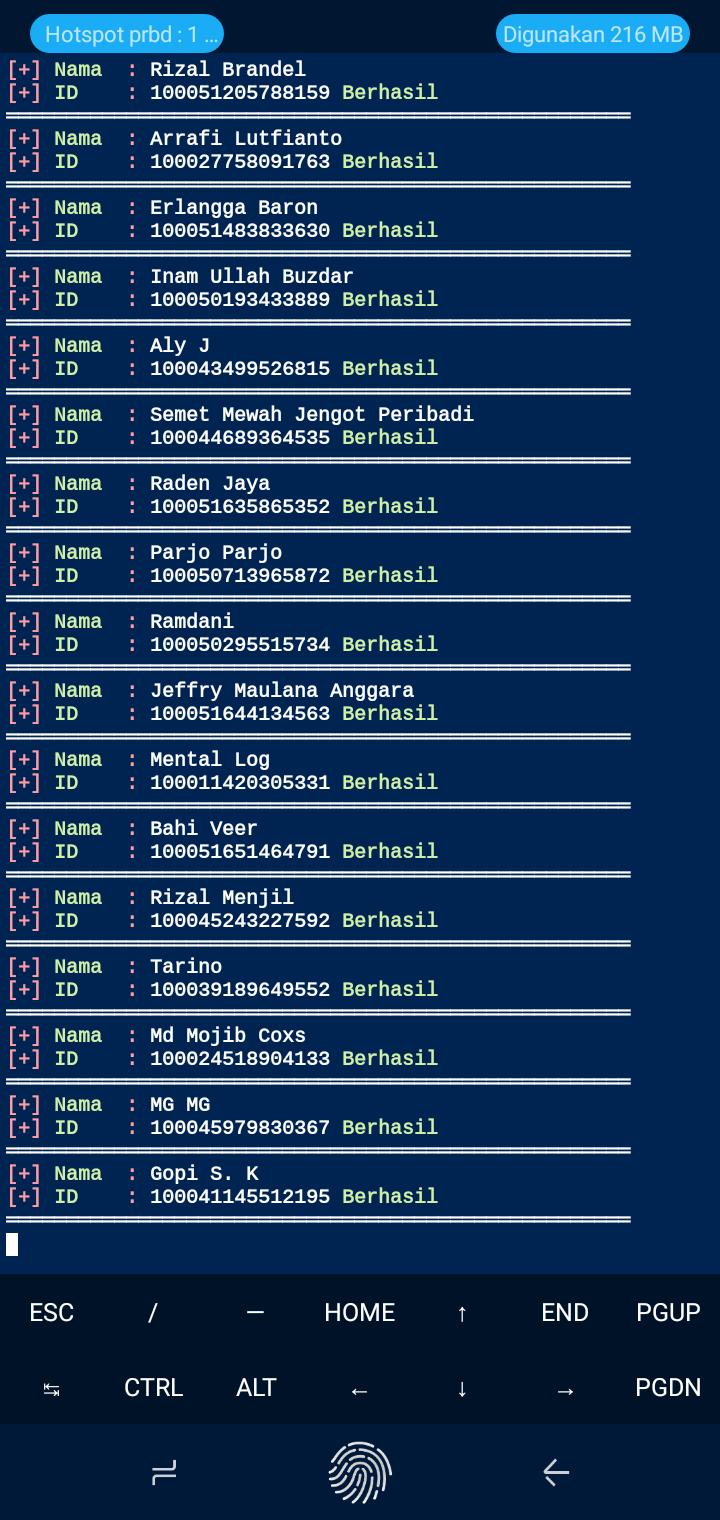 Hotspot prbd : 1 ...
Digunakan 216 MB
[+] Nama : Rizal Brandel
[+] ID : 100051205788159 Berhasil
[+] Nama : Arrafi Lutfianto
[+] ID : 100027758091763 Berhasil
[+] Nama : Erlangga Baron
[+] ID : 100051483833630 Berhasil
[+] Nama : Inam Ullah Buzdar
[+] ID : 100050193433889 Berhasil
[+] Nama : Aly J
[+] ID : 100043499526815 Berhasil
[+] Nama : Semet Mewah Jengot Peribadi
[+] ID : 100044689364535 Berhasil
[+] Nama : Raden Jaya
[+] ID : 100051635865352 Berhasil
[+] Nama : Parjo Parjo
[+] ID : 100050713965872 Berhasil
[+] Nama : Ramdani
[+] ID : 100050295515734 Berhasil
[+] Nama : Jeffry Maulana Anggara
[+] ID : 100051644134563 Berhasil
[+] Nama : Mental Log
[+] ID : 100011420305331 Berhasil
[+] Nama : Bahi Veer
[+] ID : 100051651464791 Berhasil
[+] Nama : Rizal Menjil
[+] ID : 100045243227592 Berhasil
[+] Nama : Tarino
[+] ID : 100039189649552 Berhasil
[+] Nama : Md Mojib Coxs
[+] ID : 100024518904133 Berhasil
[+] Nama : MG MG
[+] ID : 100045979830367 Berhasil
[+] Nama : Gopi S. K
[+] ID : 100041145512195 Berhasil
ESC / — HOME ↑ END PGUP
↹ CTRL ALT ← ↓ → PGDN